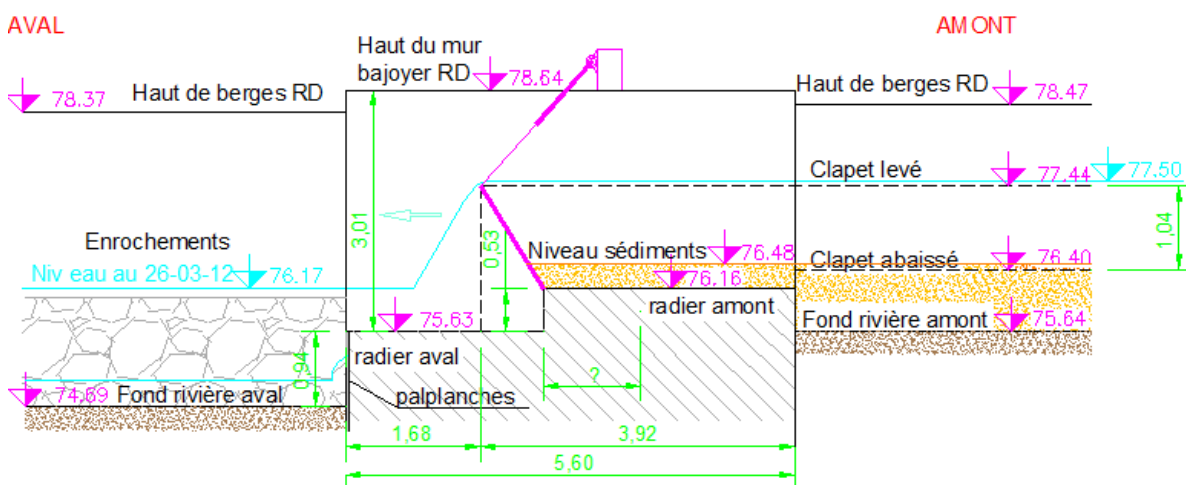 AVAL
AMONT
Haut du mur
bajoyer RD
78.64
Haut de berges RD
78.37
Haut de berges RD
78.47
Clapet levé
77.44
77.50
3,01
0,53
1,04
Enrochements
Niveau sédiments
76.48
Clapet abaissé
76.40
Niv eau au 26-03-12
76.17
76.16
radier amont
75.63
Fond rivière amont
75.64
radier aval
0,94
?
74.69
Fond rivière aval
palplanches
1,68
3,92
5,60